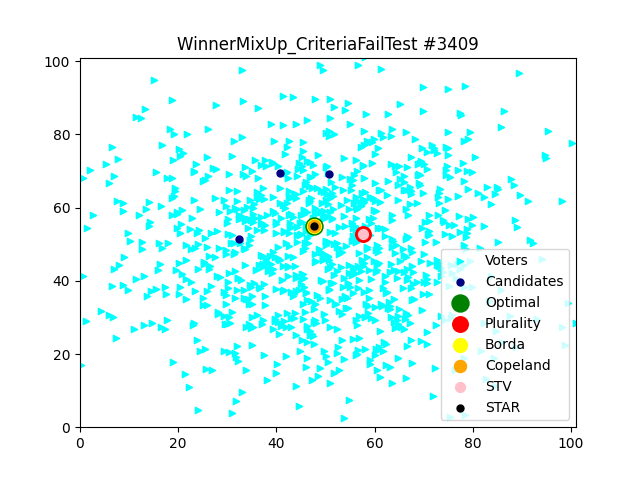 WinnerMixUp_CriteriaFailTest #3409
100
80
60
40
20
0
0 20 40 60 80 100
Voters
Candidates
Optimal
Plurality
Borda
Copeland
STV
STAR